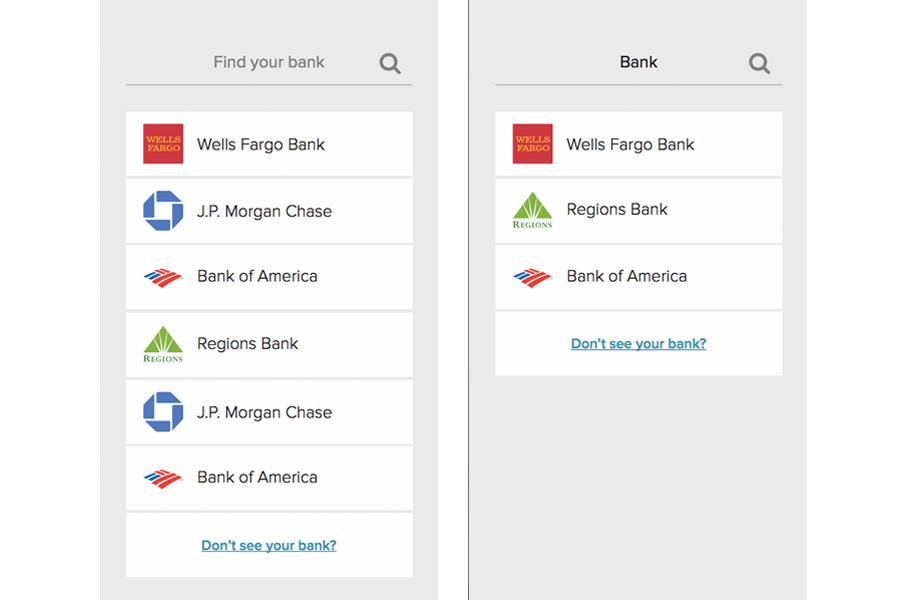 Find your bank
WELLS
FARGO
Wells Fargo Bank
J.P. Morgan Chase
Bank of America
REGIONS
Regions Bank
J.P. Morgan Chase
Bank of America
Don't see your bank?
Bank
WELLS
FARGO
Wells Fargo Bank
REGIONS
Regions Bank
Bank of America
Don't see your bank?